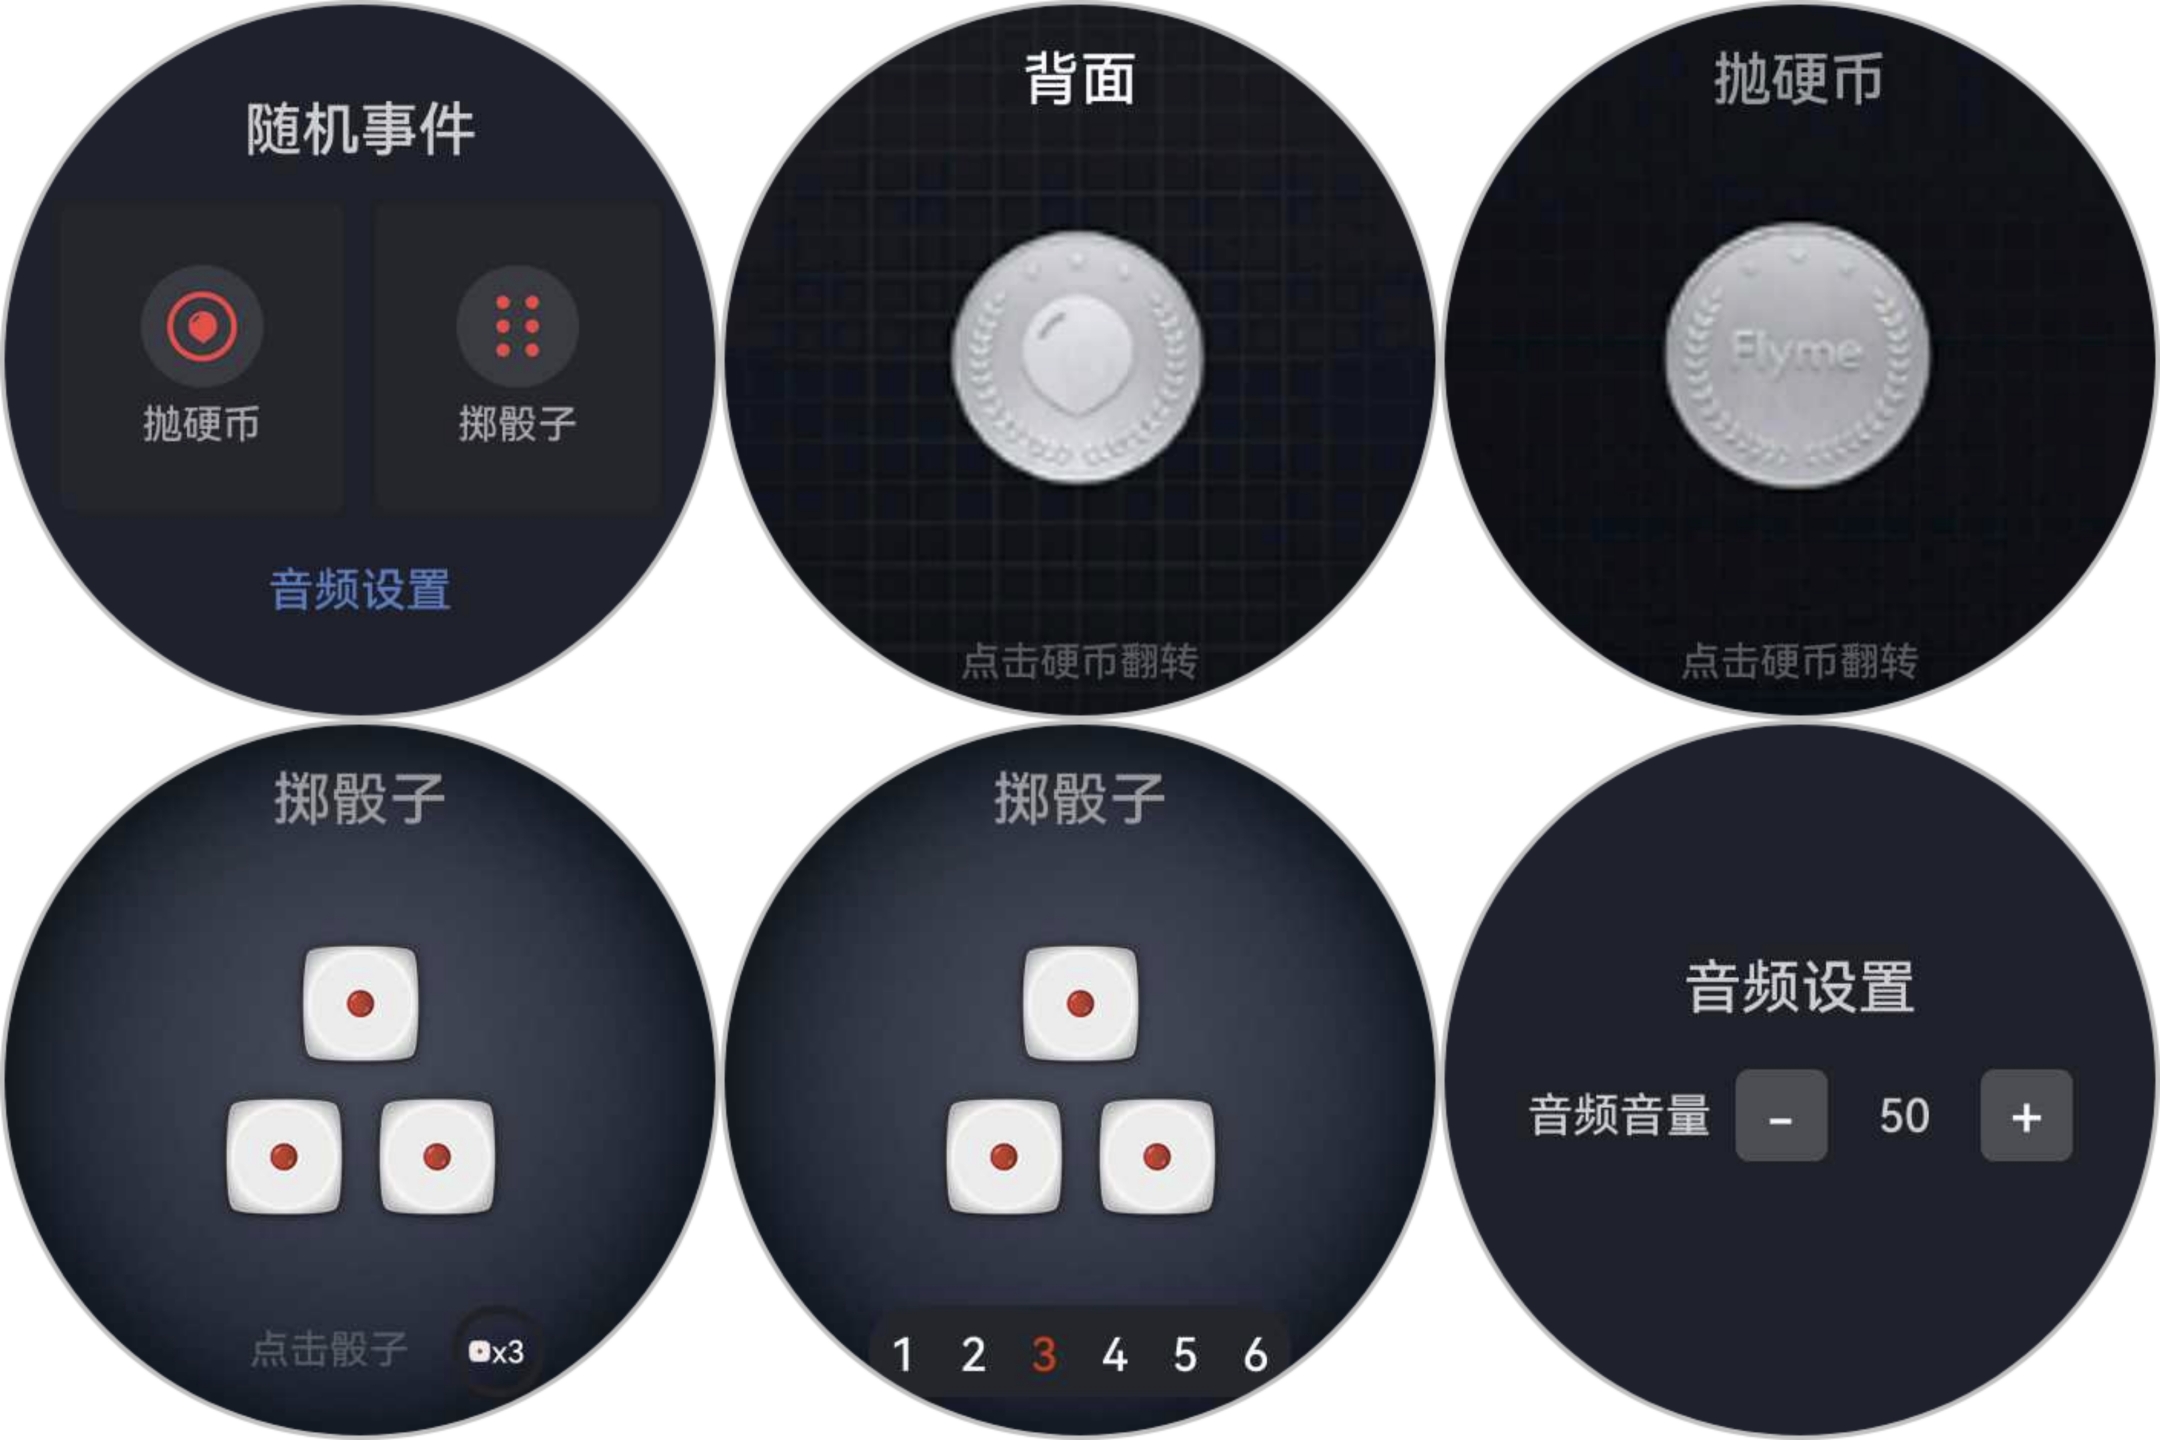 随机事件
抛硬币
掷骰子
音频设置
背面
点击硬币翻转
抛硬币
Flyme
点击硬币翻转
掷骰子
点击骰子
x3
掷骰子
1 2 3 4 5 6
音频设置
音频音量 - 50 +